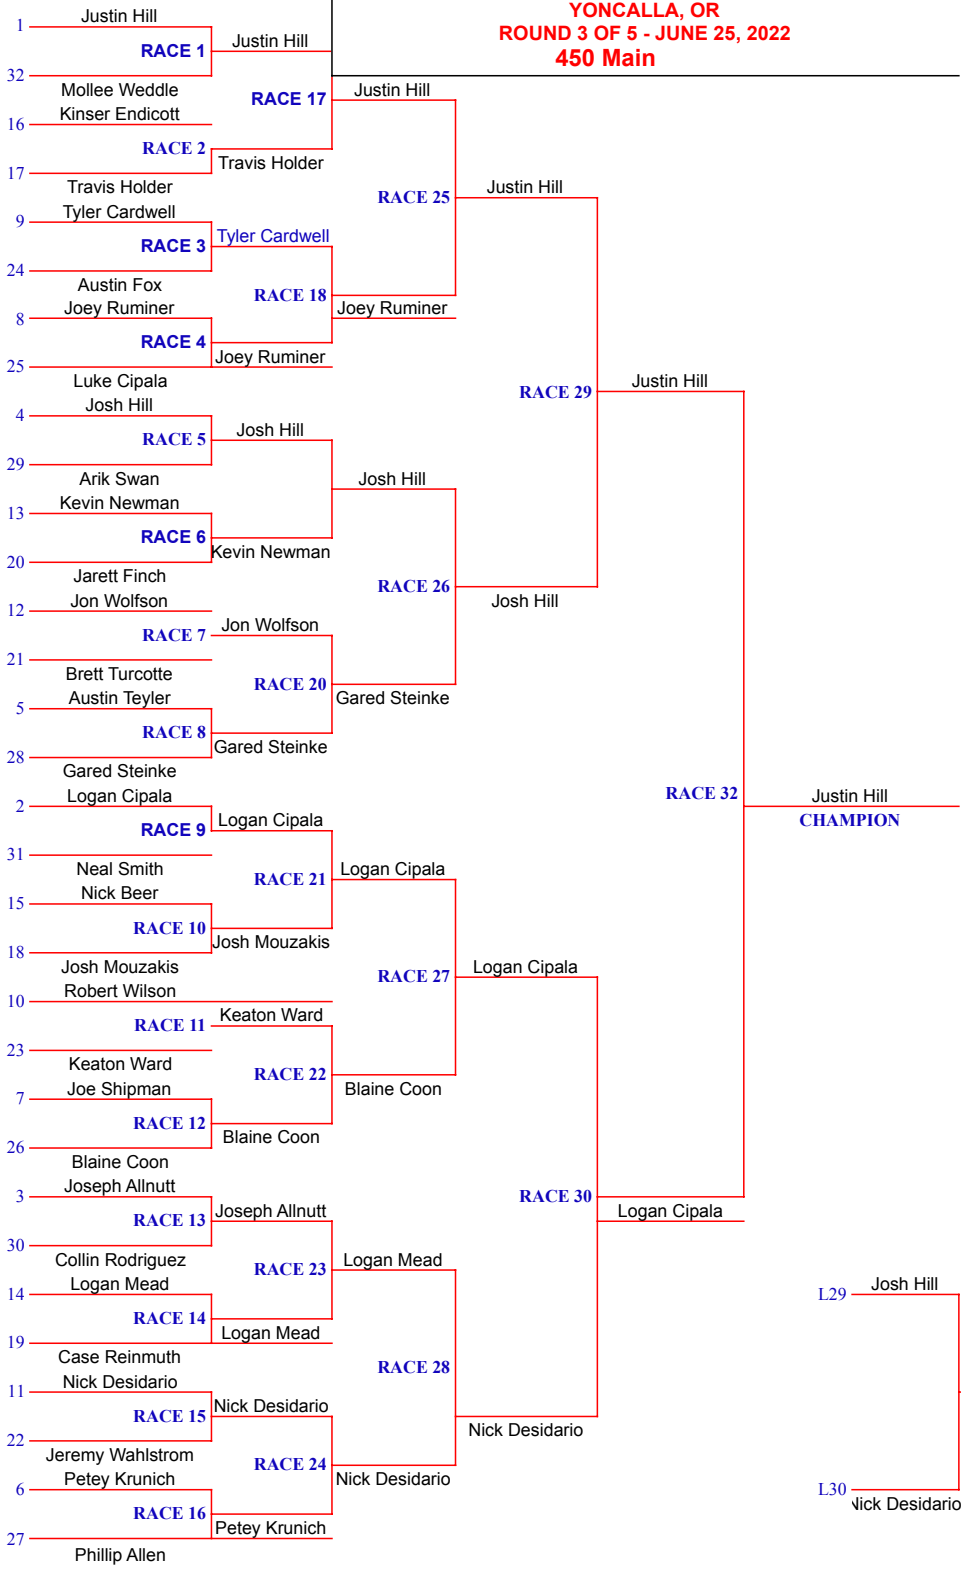 YONCALLA, OR
ROUND 3 OF 5 - JUNE 25, 2022
450 Main
1 Justin Hill
RACE 1 Justin Hill
32
Mollee Weddle
RACE 17 Justin Hill
Kinser Endicott
16
RACE 2
Travis Holder
17
Travis Holder
RACE 25 Justin Hill
Tyler Cardwell
9
RACE 3 Tyler Cardwell
24
Austin Fox
RACE 18
Joey Ruminer
Joey Ruminer
8
RACE 4
Joey Ruminer
25
Luke Cipala
RACE 29 Justin Hill
Josh Hill
4
RACE 5 Josh Hill
29
Arik Swan
Josh Hill
Kevin Newman
13
RACE 6
Kevin Newman
20
Jarett Finch
RACE 26
Josh Hill
Jon Wolfson
12
RACE 7 Jon Wolfson
21
Brett Turcotte
RACE 20
Gared Steinke
Austin Teyler
5
RACE 8
Gared Steinke
28
Gared Steinke
RACE 32 Justin Hill
CHAMPION
Logan Cipala
2
RACE 9 Logan Cipala
31
Neal Smith
RACE 21 Logan Cipala
Nick Beer
15
RACE 10
Josh Mouzakis
18
Josh Mouzakis
RACE 27 Logan Cipala
Robert Wilson
10
RACE 11 Keaton Ward
23
Keaton Ward
RACE 22
Blaine Coon
Joe Shipman
7
RACE 12
Blaine Coon
26
Blaine Coon
Joseph Allnutt
3
RACE 30
Logan Cipala
RACE 13 Joseph Allnutt
30
Collin Rodriguez
RACE 23 Logan Mead
Logan Mead
14
L29 Josh Hill
RACE 14
Logan Mead
19
Case Reinmuth
RACE 28
Nick Desidario
Nick Desidario
11
RACE 15 Nick Desidario
22
Jeremy Wahlstrom
RACE 24
Nick Desidario
Petey Krunich
6
L30
Nick Desidario
RACE 16
Petey Krunich
27
Phillip Allen